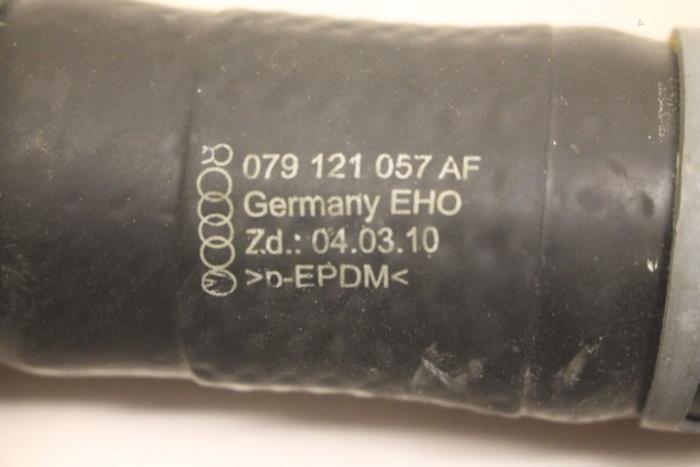 079 121 057 AF
Germany EHO
Zd.: 04.03.10
>p-EPDM<